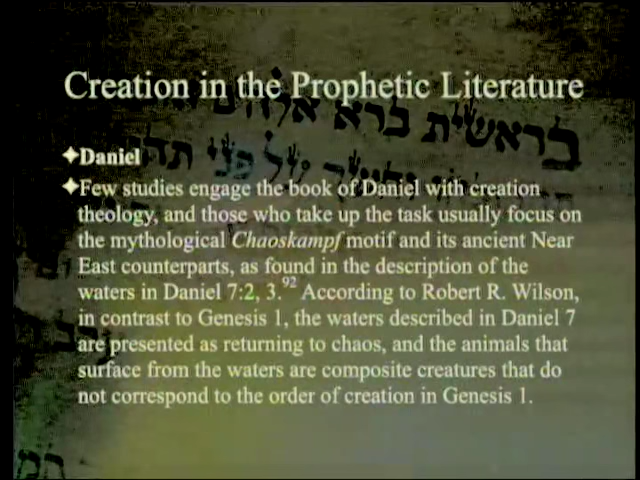 Creation in the Prophetic Literature
בראשית ברא אלהים
על פני תהו
✦Daniel
✦Few studies engage the book of Daniel with creation
theology, and those who take up the task usually focus on
the mythological Chaoskampf motif and its ancient Near
East counterparts, as found in the description of the
waters in Daniel 7:2, 3.92 According to Robert R. Wilson,
in contrast to Genesis 1, the waters described in Daniel 7
are presented as returning to chaos, and the animals that
surface from the waters are composite creatures that do
not correspond to the order of creation in Genesis 1.